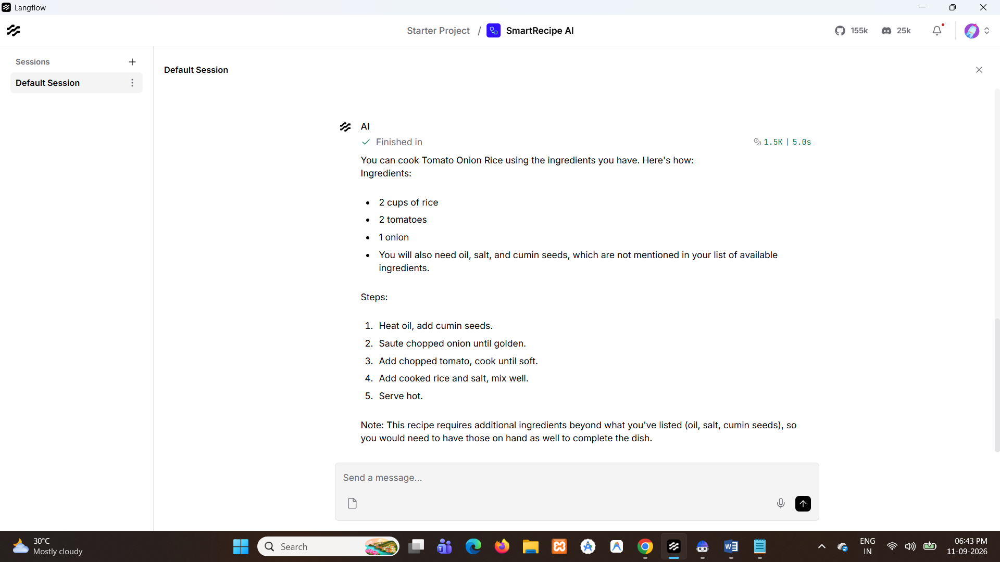 Langflow
Starter Project / SmartRecipe AI
155k
25k
Sessions
Default Session
Default Session
AI
Finished in
1.5K | 5.0s
You can cook Tomato Onion Rice using the ingredients you have. Here's how:
Ingredients:
• 2 cups of rice
• 2 tomatoes
• 1 onion
• You will also need oil, salt, and cumin seeds, which are not mentioned in your list of available
ingredients.
Steps:
1. Heat oil, add cumin seeds.
2. Saute chopped onion until golden.
3. Add chopped tomato, cook until soft.
4. Add cooked rice and salt, mix well.
5. Serve hot.
Note: This recipe requires additional ingredients beyond what you've listed (oil, salt, cumin seeds), so
you would need to have those on hand as well to complete the dish.
Send a message...
30°C
Mostly cloudy
Search
ENG
IN
06:43 PM
11-09-2026